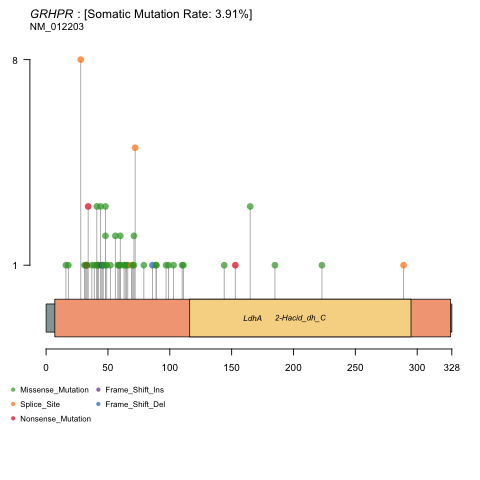 GRHPR : [Somatic Mutation Rate: 3.91%]
NM_012203
8
1
LdhA 2-Hacid_dh_C
0 50 100 150 200 250 300 328
Missense_Mutation Frame_Shift_Ins
Splice_Site Frame_Shift_Del
Nonsense_Mutation